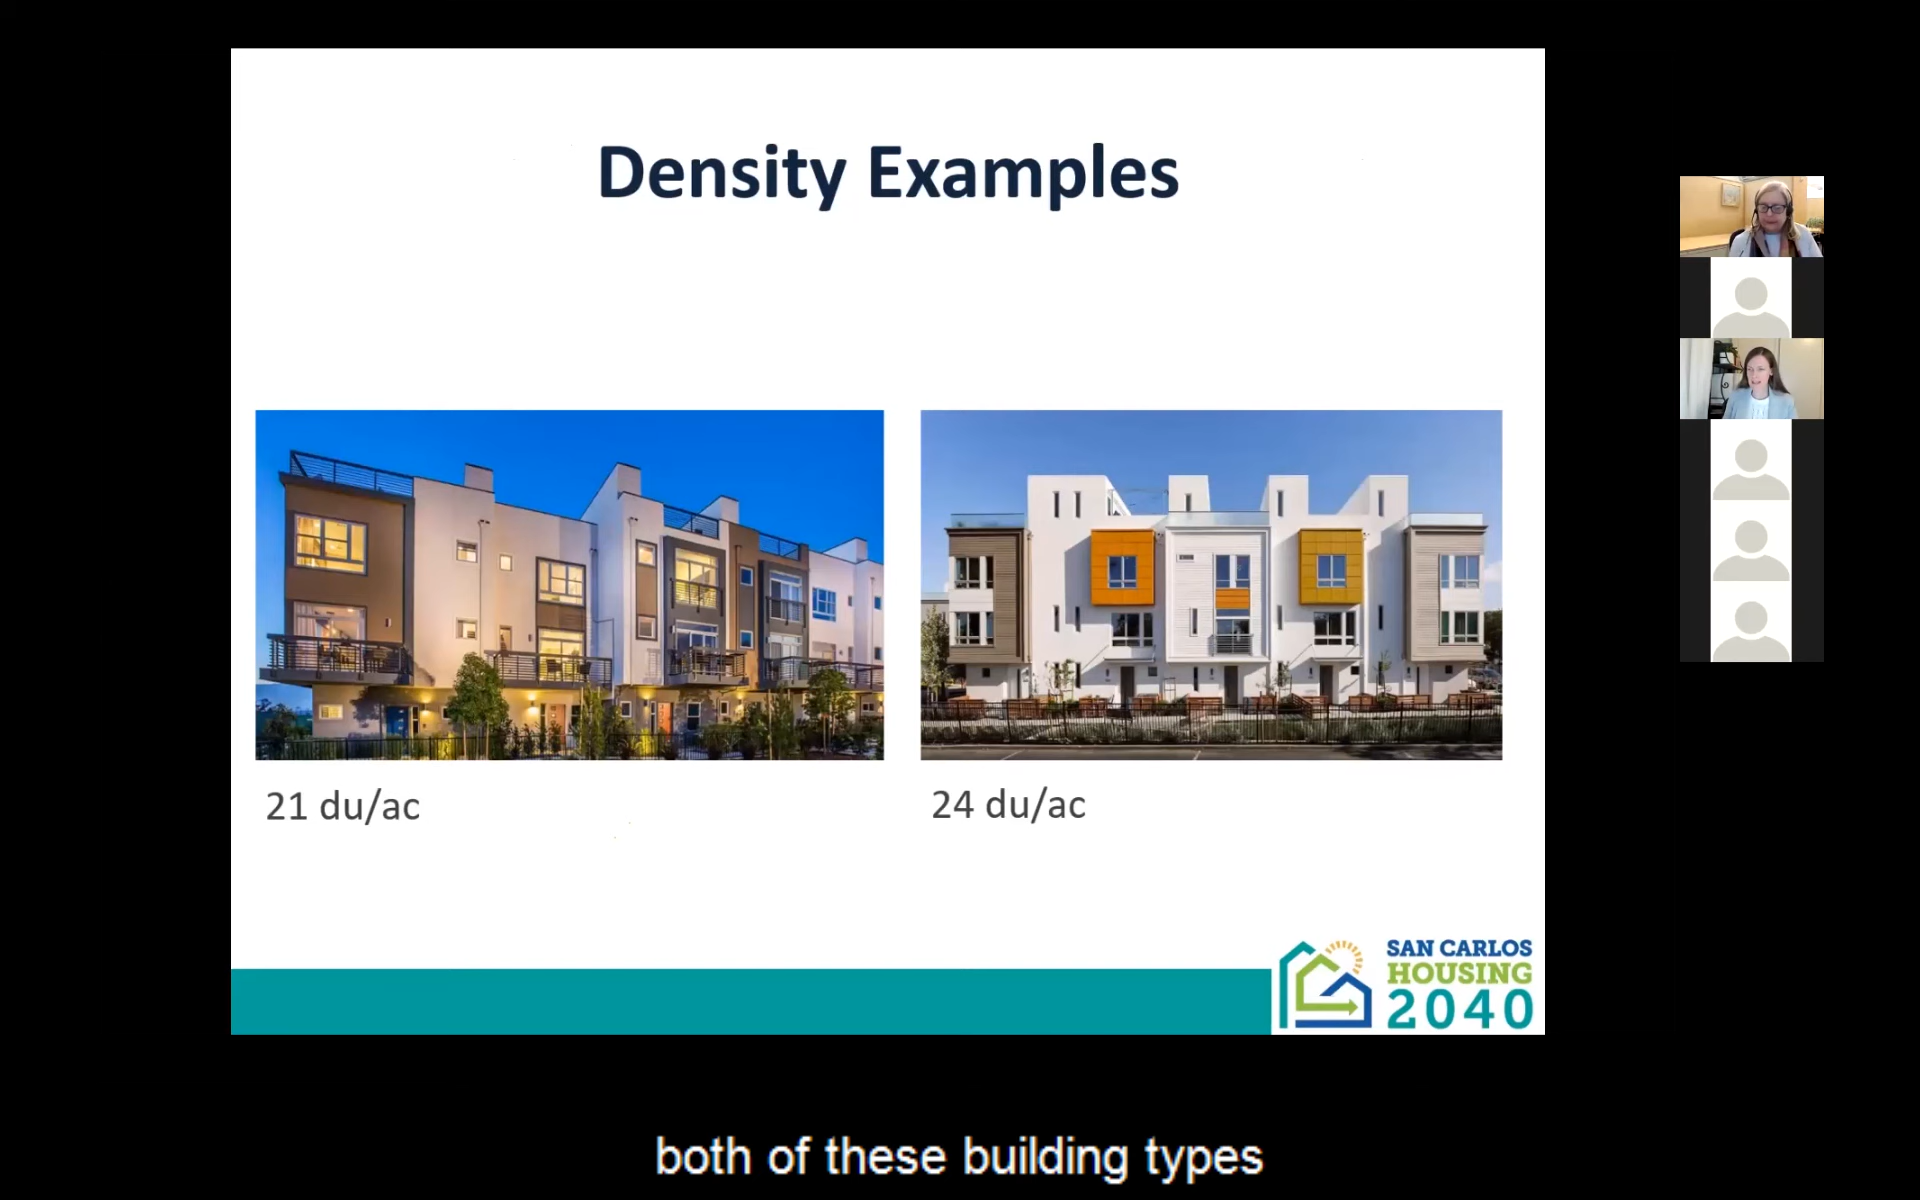 Density Examples
21 du/ac
24 du/ac
SAN CARLOS
HOUSING
2040
both of these building types